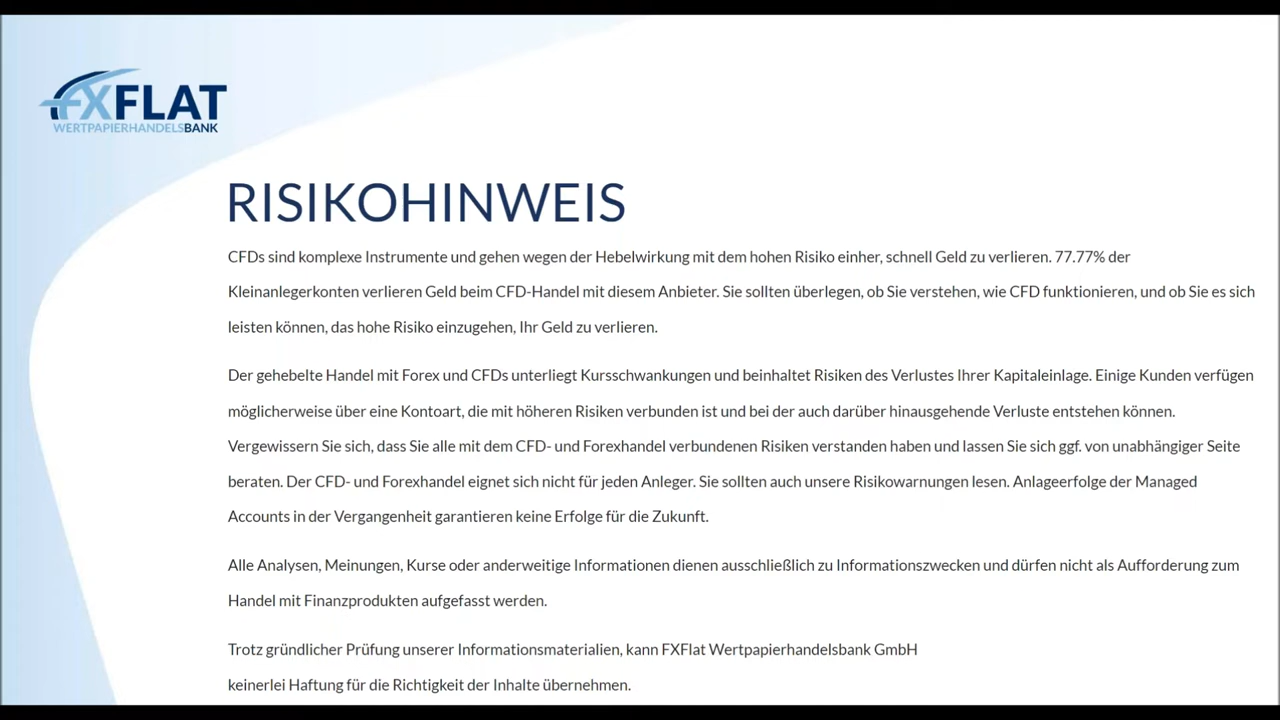 FXFLAT
WERTPAPIERHANDELSBANK
RISIKOHINWEIS
CFDs sind komplexe Instrumente und gehen wegen der Hebelwirkung mit dem hohen Risiko einher, schnell Geld zu verlieren. 77.77% der
Kleinanlegerkonten verlieren Geld beim CFD-Handel mit diesem Anbieter. Sie sollten überlegen, ob Sie verstehen, wie CFD funktionieren, und ob Sie es sich
leisten können, das hohe Risiko einzugehen, Ihr Geld zu verlieren.
Der gehebelte Handel mit Forex und CFDs unterliegt Kursschwankungen und beinhaltet Risiken des Verlustes Ihrer Kapitaleinlage. Einige Kunden verfügen
möglicherweise über eine Kontoart, die mit höheren Risiken verbunden ist und bei der auch darüber hinausgehende Verluste entstehen können.
Vergewissern Sie sich, dass Sie alle mit dem CFD- und Forexhandel verbundenen Risiken verstanden haben und lassen Sie sich ggf. von unabhängiger Seite
beraten. Der CFD- und Forexhandel eignet sich nicht für jeden Anleger. Sie sollten auch unsere Risikowarnungen lesen. Anlageerfolge der Managed
Accounts in der Vergangenheit garantieren keine Erfolge für die Zukunft.
Alle Analysen, Meinungen, Kurse oder anderweitige Informationen dienen ausschließlich zu Informationszwecken und dürfen nicht als Aufforderung zum
Handel mit Finanzprodukten aufgefasst werden.
Trotz gründlicher Prüfung unserer Informationsmaterialien, kann FXFlat Wertpapierhandelsbank GmbH
keinerlei Haftung für die Richtigkeit der Inhalte übernehmen.